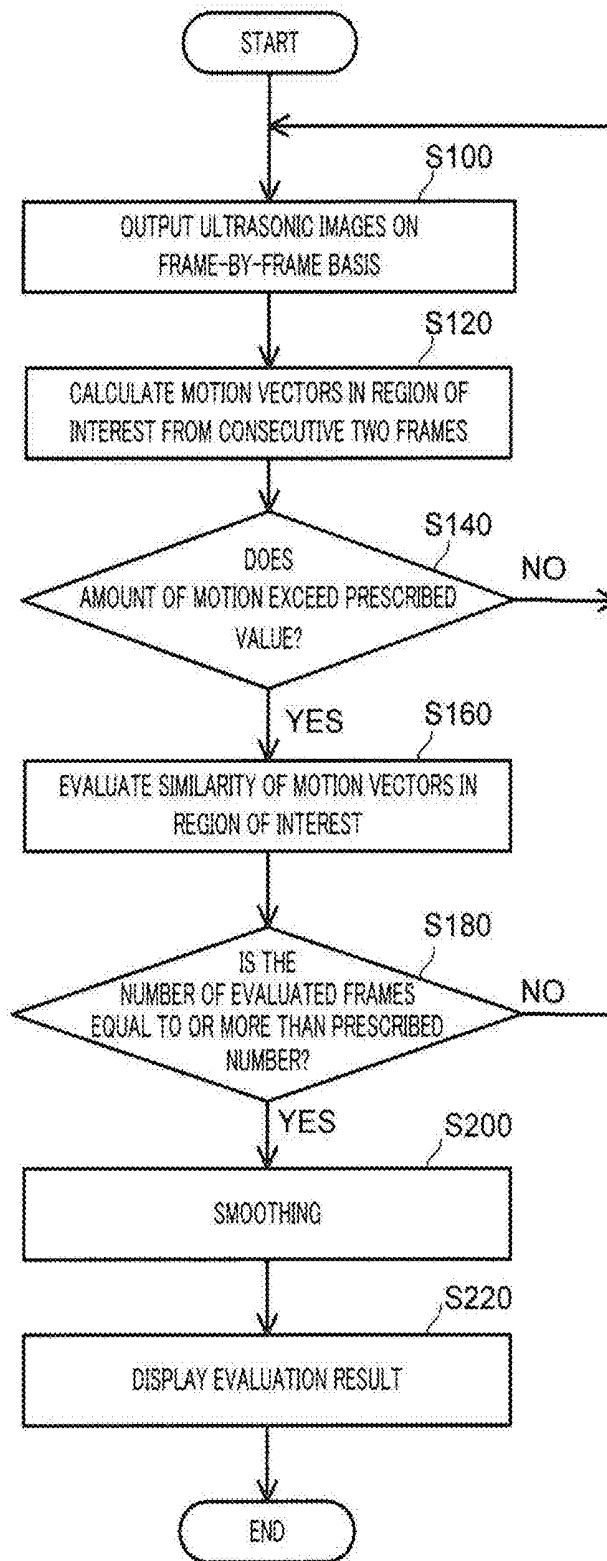 START
S100
OUTPUT ULTRASONIC IMAGES ON
FRAME-BY-FRAME BASIS
S120
CALCULATE MOTION VECTORS IN REGION OF
INTEREST FROM CONSECUTIVE TWO FRAMES
S140
DOES
AMOUNT OF MOTION EXCEED PRESCRIBED
VALUE?
NO
YES
S160
EVALUATE SIMILARITY OF MOTION VECTORS IN
REGION OF INTEREST
S180
IS THE
NUMBER OF EVALUATED FRAMES
EQUAL TO OR MORE THAN PRESCRIBED
NUMBER?
NO
YES
S200
SMOOTHING
S220
DISPLAY EVALUATION RESULT
END